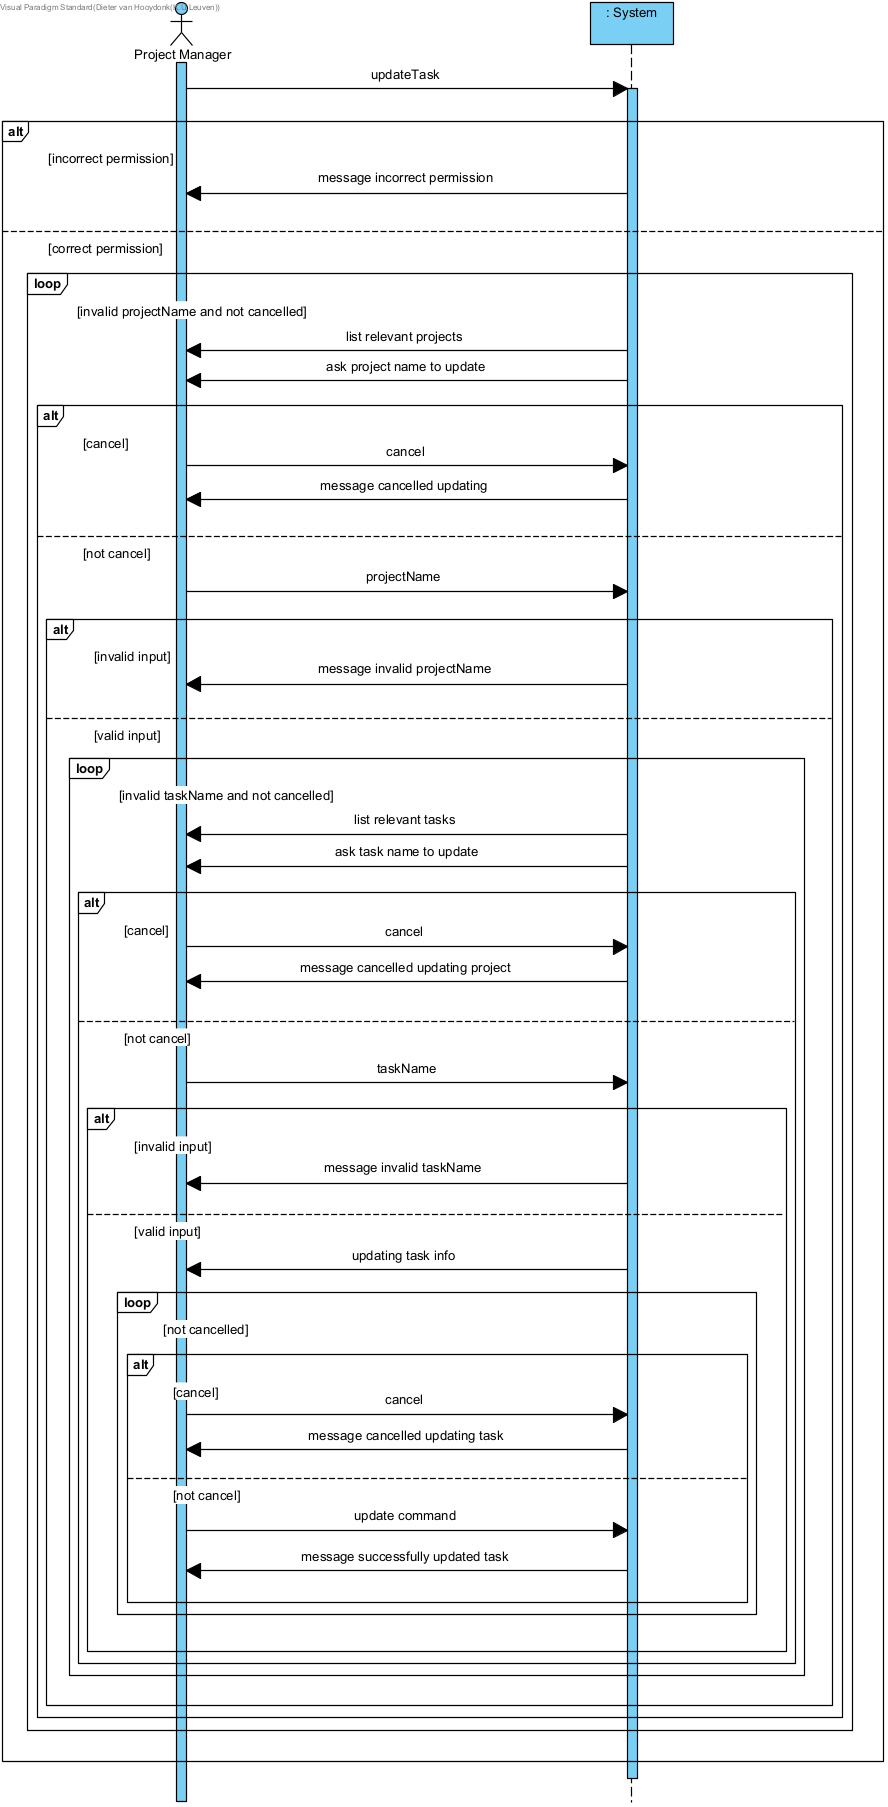 Visual Paradigm Standard(Dieter van Hooydonk( Leuven))
: System
Project Manager
updateTask
alt
[incorrect permission]
message incorrect permission
[correct permission]
loop
[invalid projectName and not cancelled]
list relevant projects
ask project name to update
alt
[cancel]
cancel
message cancelled updating
[not cancel]
projectName
alt
[invalid input]
message invalid projectName
[valid input]
loop
[invalid taskName and not cancelled]
list relevant tasks
ask task name to update
alt
[cancel]
cancel
message cancelled updating project
[not cancel]
taskName
alt
[invalid input]
message invalid taskName
[valid input]
updating task info
loop
[not cancelled]
alt
[cancel]
cancel
message cancelled updating task
[not cancel]
update command
message successfully updated task